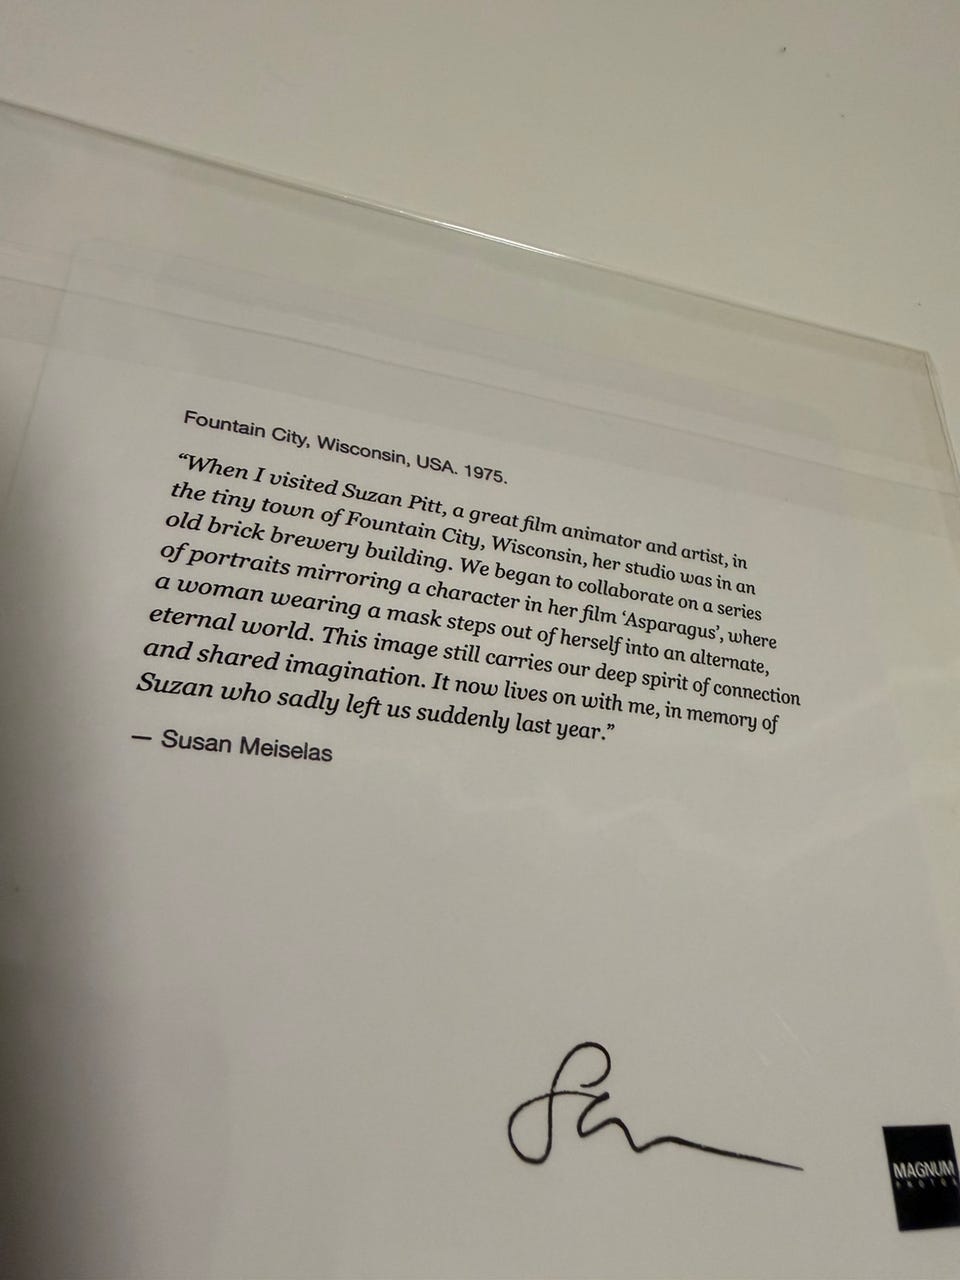 Fountain City, Wisconsin, USA. 1975.
“When I visited Suzan Pitt, a great film animator and artist, in
the tiny town of Fountain City, Wisconsin, her studio was in an
old brick brewery building. We began to collaborate on a series
of portraits mirroring a character in her film ‘Asparagus’, where
a woman wearing a mask steps out of herself into an alternate,
eternal world. This image still carries our deep spirit of connection
and shared imagination. It now lives on with me, in memory of
Suzan who sadly left us suddenly last year.”
— Susan Meiselas
MAGNUM
PHOTOS